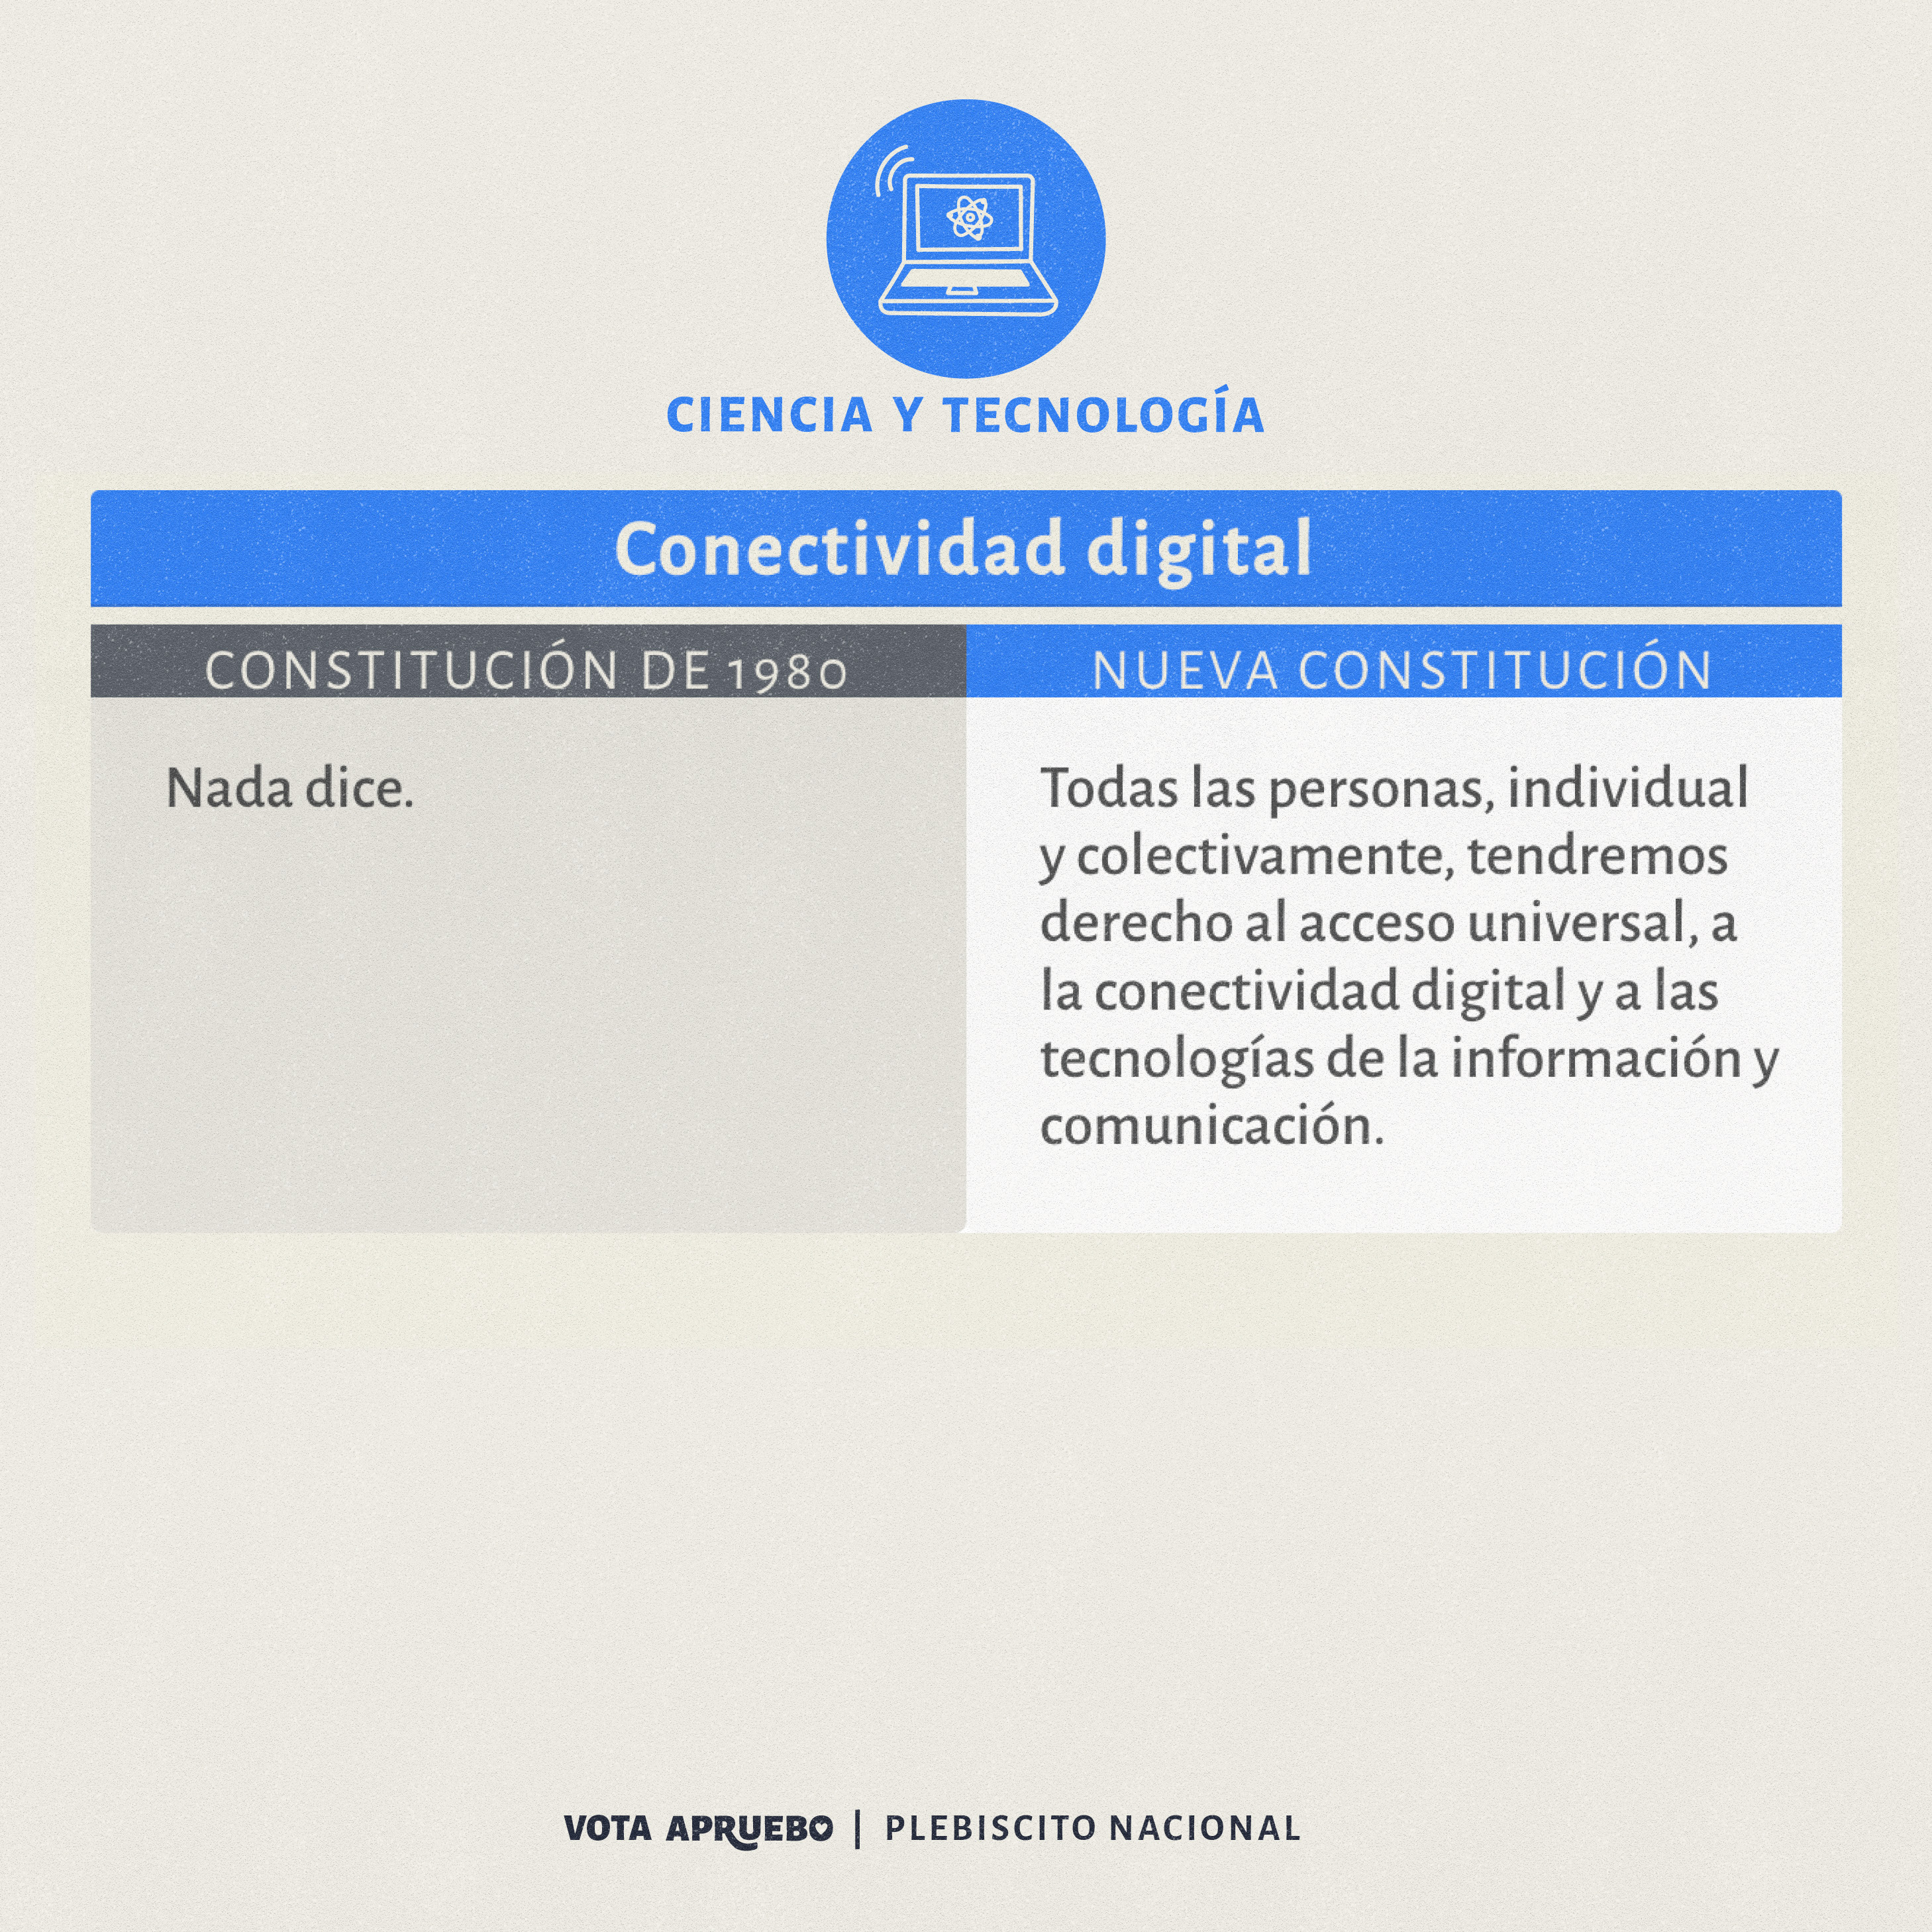 CIENCIA Y TECNOLOGÍA
Conectividad digital
CONSTITUCIÓN DE 1980
Nada dice.
NUEVA CONSTITUCIÓN
Todas las personas, individual
y colectivamente, tendremos
derecho al acceso universal, a
la conectividad digital y a las
tecnologías de la información y
comunicación.
VOTA APRUEBO | PLEBISCITO NACIONAL